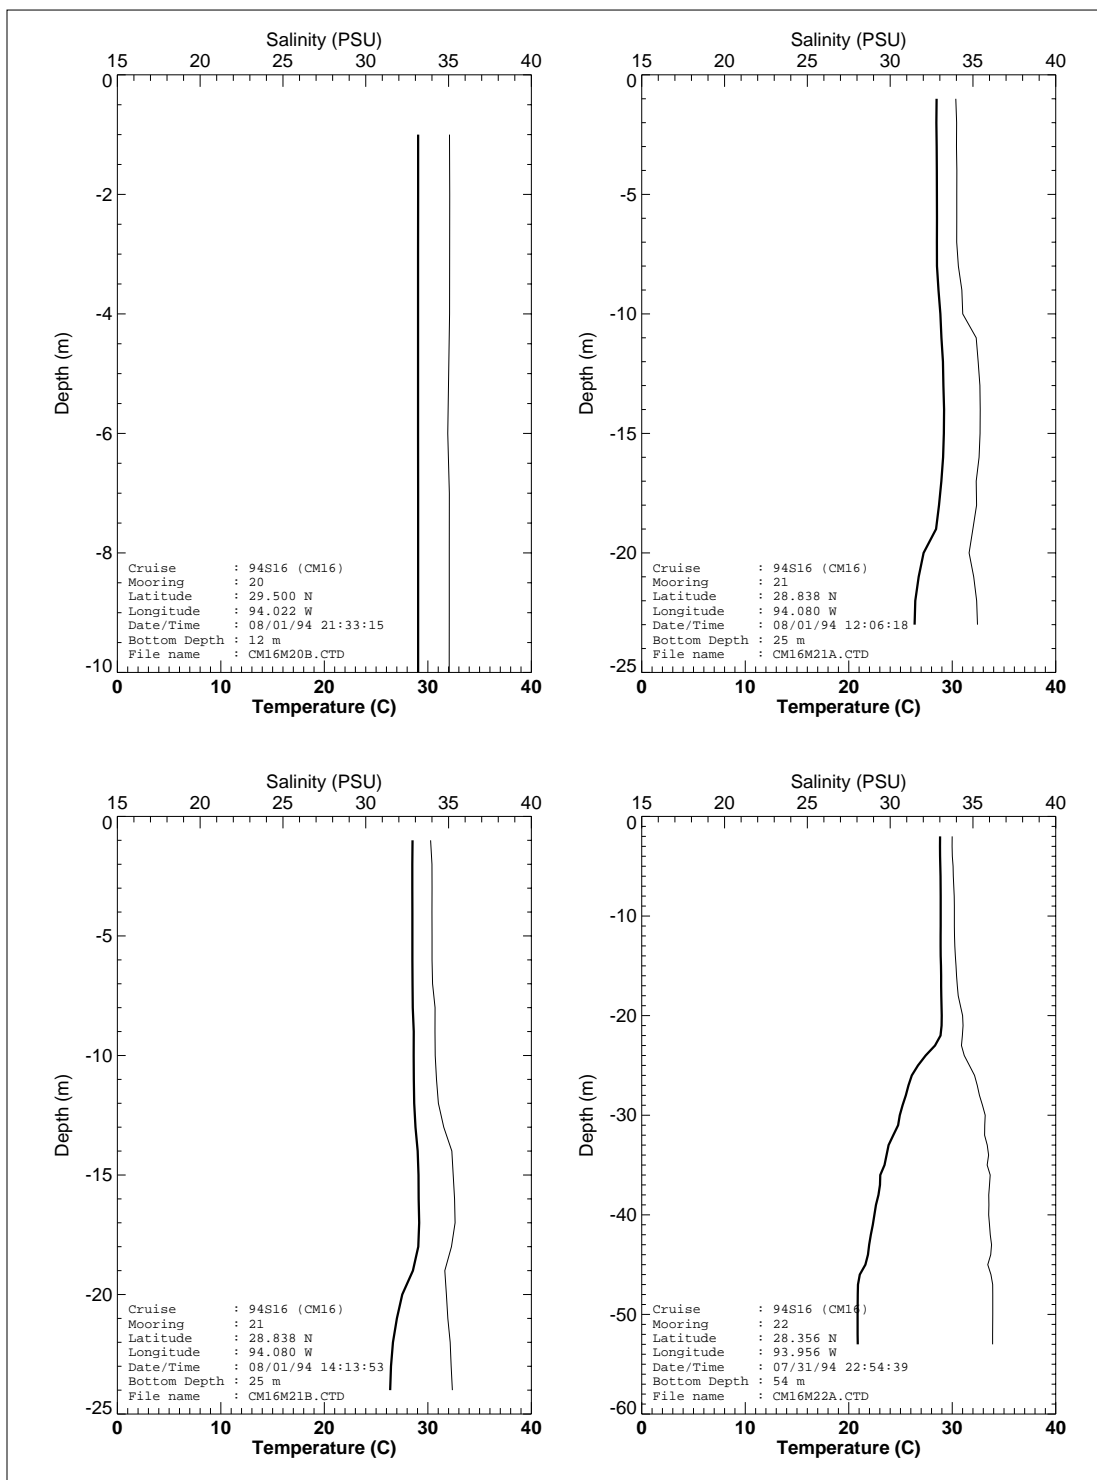 Salinity (PSU)
15 20 25 30 35 40
0
-2
-4
-6
-8
-10
Depth (m)
Cruise : 94S16 (CM16)
Mooring : 20
Latitude : 29.500 N
Longitude : 94.022 W
Date/Time : 08/01/94 21:33:15
Bottom Depth : 12 m
File name : CM16M20B.CTD
0 10 20 30 40
Temperature (C)
Salinity (PSU)
15 20 25 30 35 40
0
-5
-10
-15
-20
-25
Depth (m)
Cruise : 94S16 (CM16)
Mooring : 21
Latitude : 28.838 N
Longitude : 94.080 W
Date/Time : 08/01/94 12:06:18
Bottom Depth : 25 m
File name : CM16M21A.CTD
0 10 20 30 40
Temperature (C)
Salinity (PSU)
15 20 25 30 35 40
0
-5
-10
-15
-20
-25
Depth (m)
Cruise : 94S16 (CM16)
Mooring : 21
Latitude : 28.838 N
Longitude : 94.080 W
Date/Time : 08/01/94 14:13:53
Bottom Depth : 25 m
File name : CM16M21B.CTD
0 10 20 30 40
Temperature (C)
Salinity (PSU)
15 20 25 30 35 40
0
-10
-20
-30
-40
-50
-60
Depth (m)
Cruise : 94S16 (CM16)
Mooring : 22
Latitude : 28.356 N
Longitude : 93.956 W
Date/Time : 07/31/94 22:54:39
Bottom Depth : 54 m
File name : CM16M22A.CTD
0 10 20 30 40
Temperature (C)